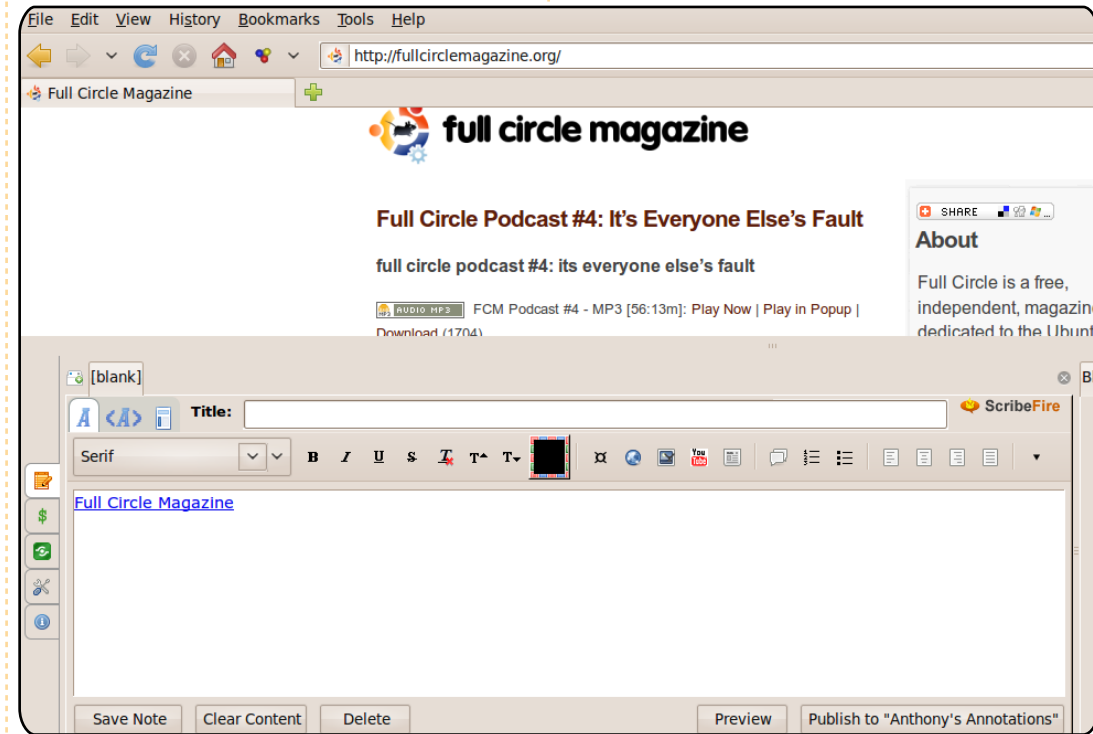 File Edit View History Bookmarks Tools Help
http://fullcirclemagazine.org/
Full Circle Magazine
full circle magazine
Full Circle Podcast #4: It's Everyone Else's Fault
full circle podcast #4: its everyone else's fault
MP3 AUDIO MP3 FCM Podcast #4 - MP3 [56:13m]: Play Now | Play in Popup |
Download (1704)
SHARE ...
About
Full Circle is a free,
independent, magazin
dedicated to the Ubunt
[blank]
Bl
A <A> Title: ScribeFire
Serif B I U S T T T You Tube
Full Circle Magazine
$
Save Note Clear Content Delete Preview Publish to "Anthony's Annotations"